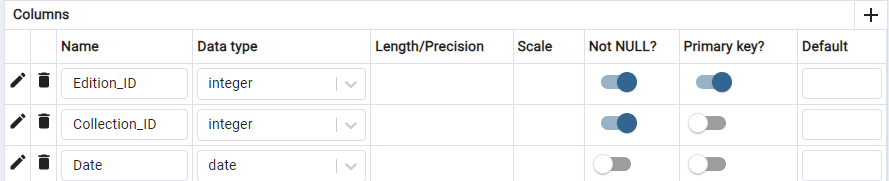 Columns
Name Data type Length/Precision Scale Not NULL? Primary key? Default
Edition_ID integer
Collection_ID integer
Date date